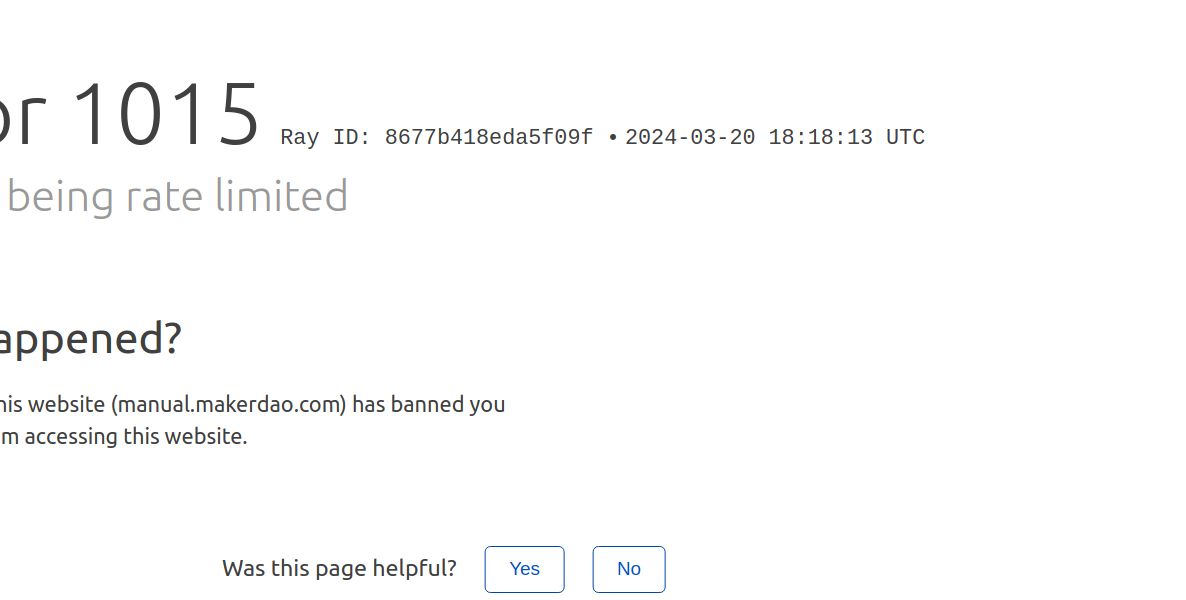 or 1015 Ray ID: 8677b418eda5f09f • 2024-03-20 18:18:13 UTC
being rate limited
appened?
his website (manual.makerdao.com) has banned you
m accessing this website.
Was this page helpful? Yes No